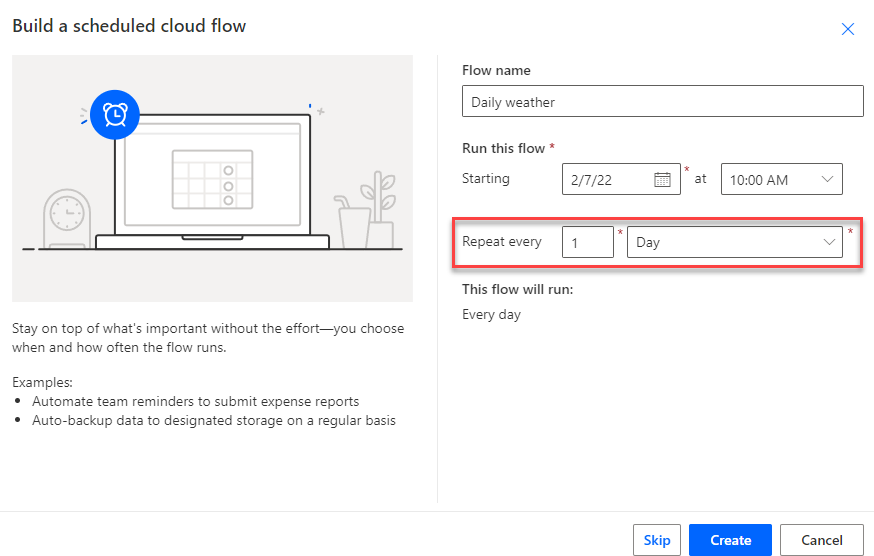 Build a scheduled cloud flow
Flow name
Daily weather
Run this flow *
Starting 2/7/22 * at 10:00 AM
Repeat every 1 * Day *
This flow will run:
Every day
Stay on top of what's important without the effort—you choose
when and how often the flow runs.
Examples:
• Automate team reminders to submit expense reports
• Auto-backup data to designated storage on a regular basis
Skip Create Cancel